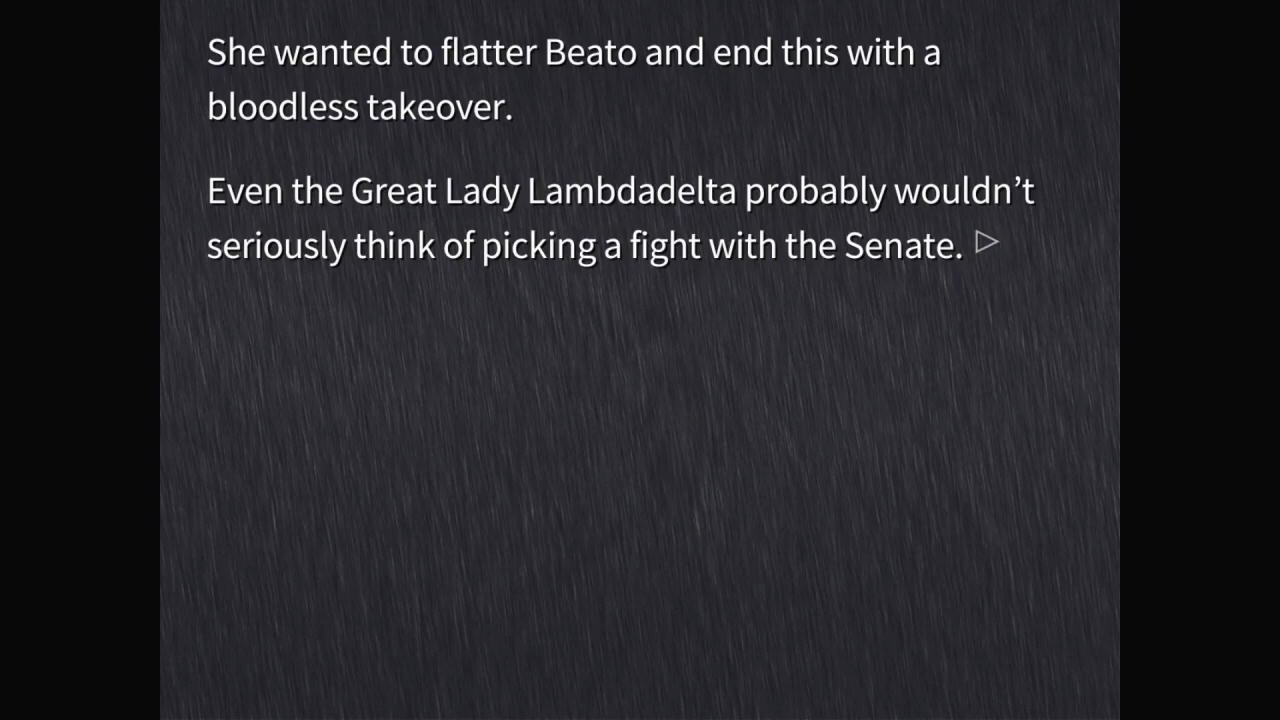 She wanted to flatter Beato and end this with a
bloodless takeover.
Even the Great Lady Lambdadelta probably wouldn’t
seriously think of picking a fight with the Senate.